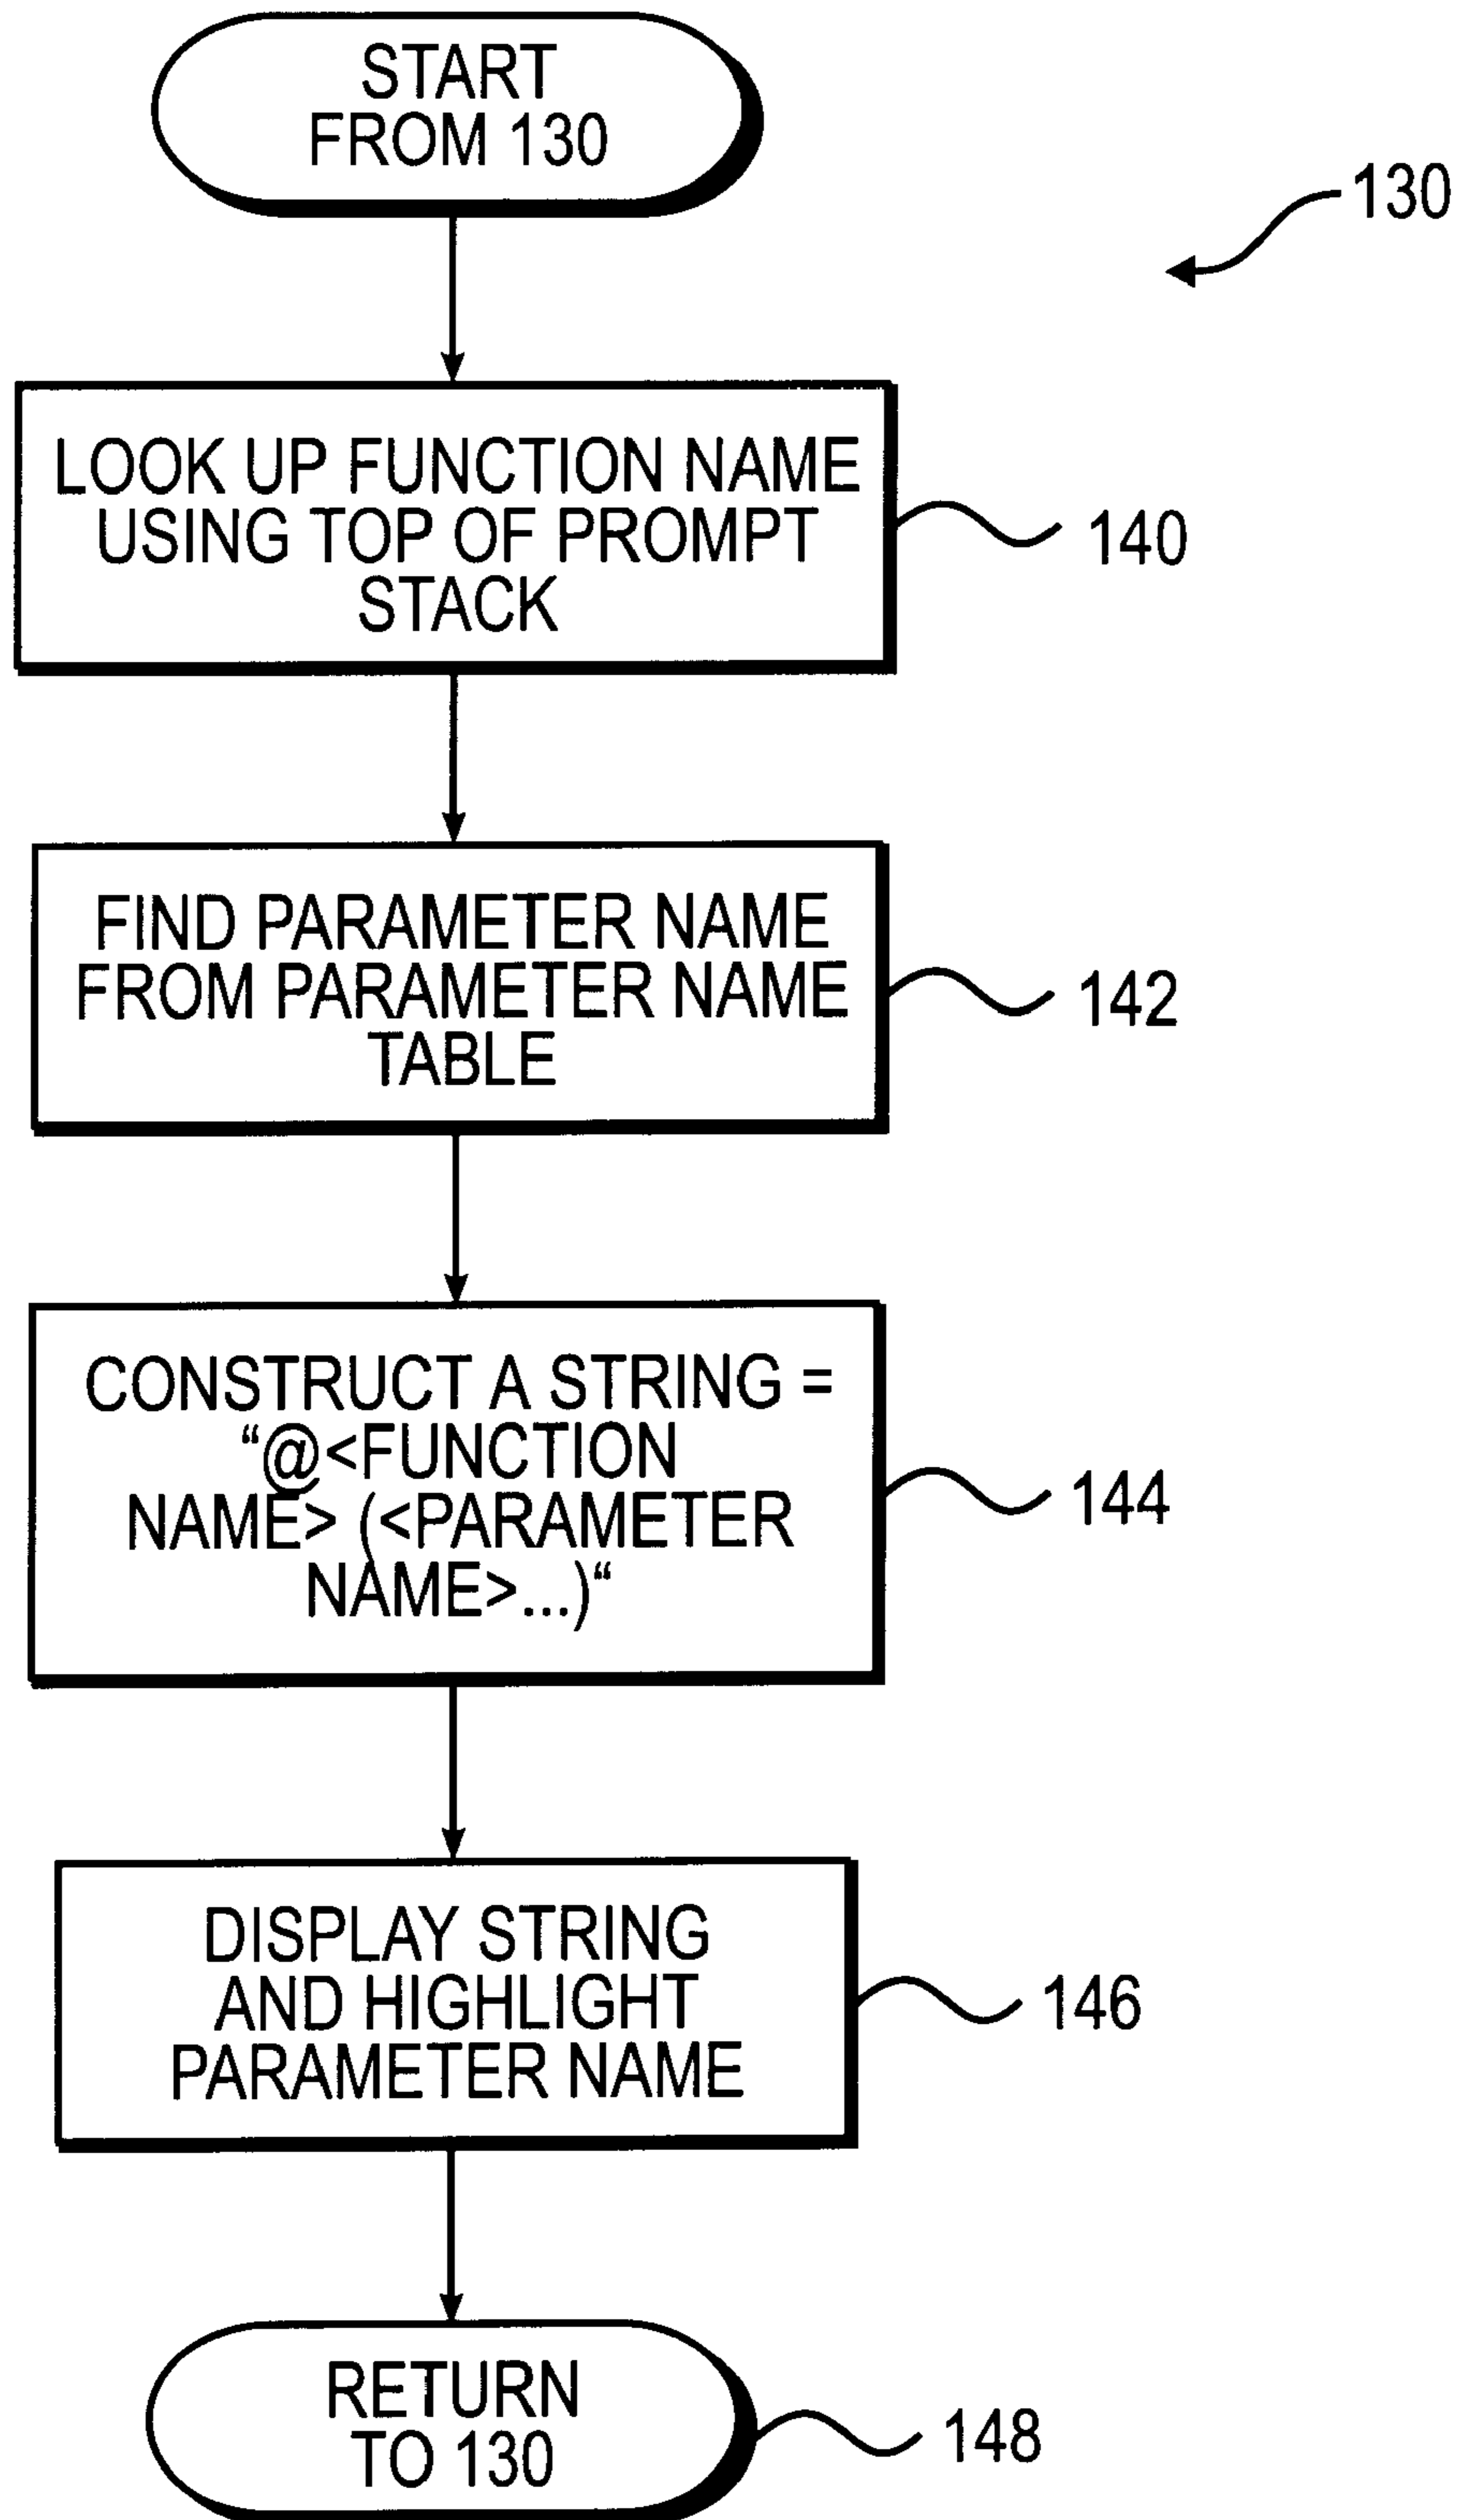 START
FROM 130
130
LOOK UP FUNCTION NAME
USING TOP OF PROMPT
STACK
140
FIND PARAMETER NAME
FROM PARAMETER NAME
TABLE
142
CONSTRUCT A STRING =
“@<FUNCTION
NAME> (<PARAMETER
NAME>...)“
144
DISPLAY STRING
AND HIGHLIGHT
PARAMETER NAME
146
RETURN
TO 130
148